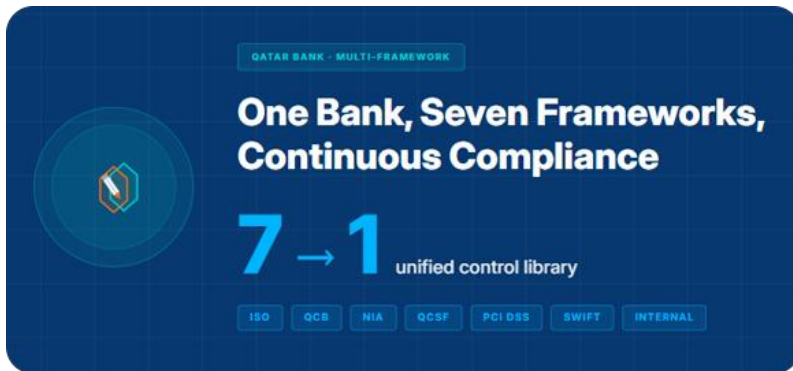 QATAR BANK · MULTI-FRAMEWORK
One Bank, Seven Frameworks,
Continuous Compliance
7 → 1 unified control library
ISO QCB NIA QCSF PCI DSS SWIFT INTERNAL